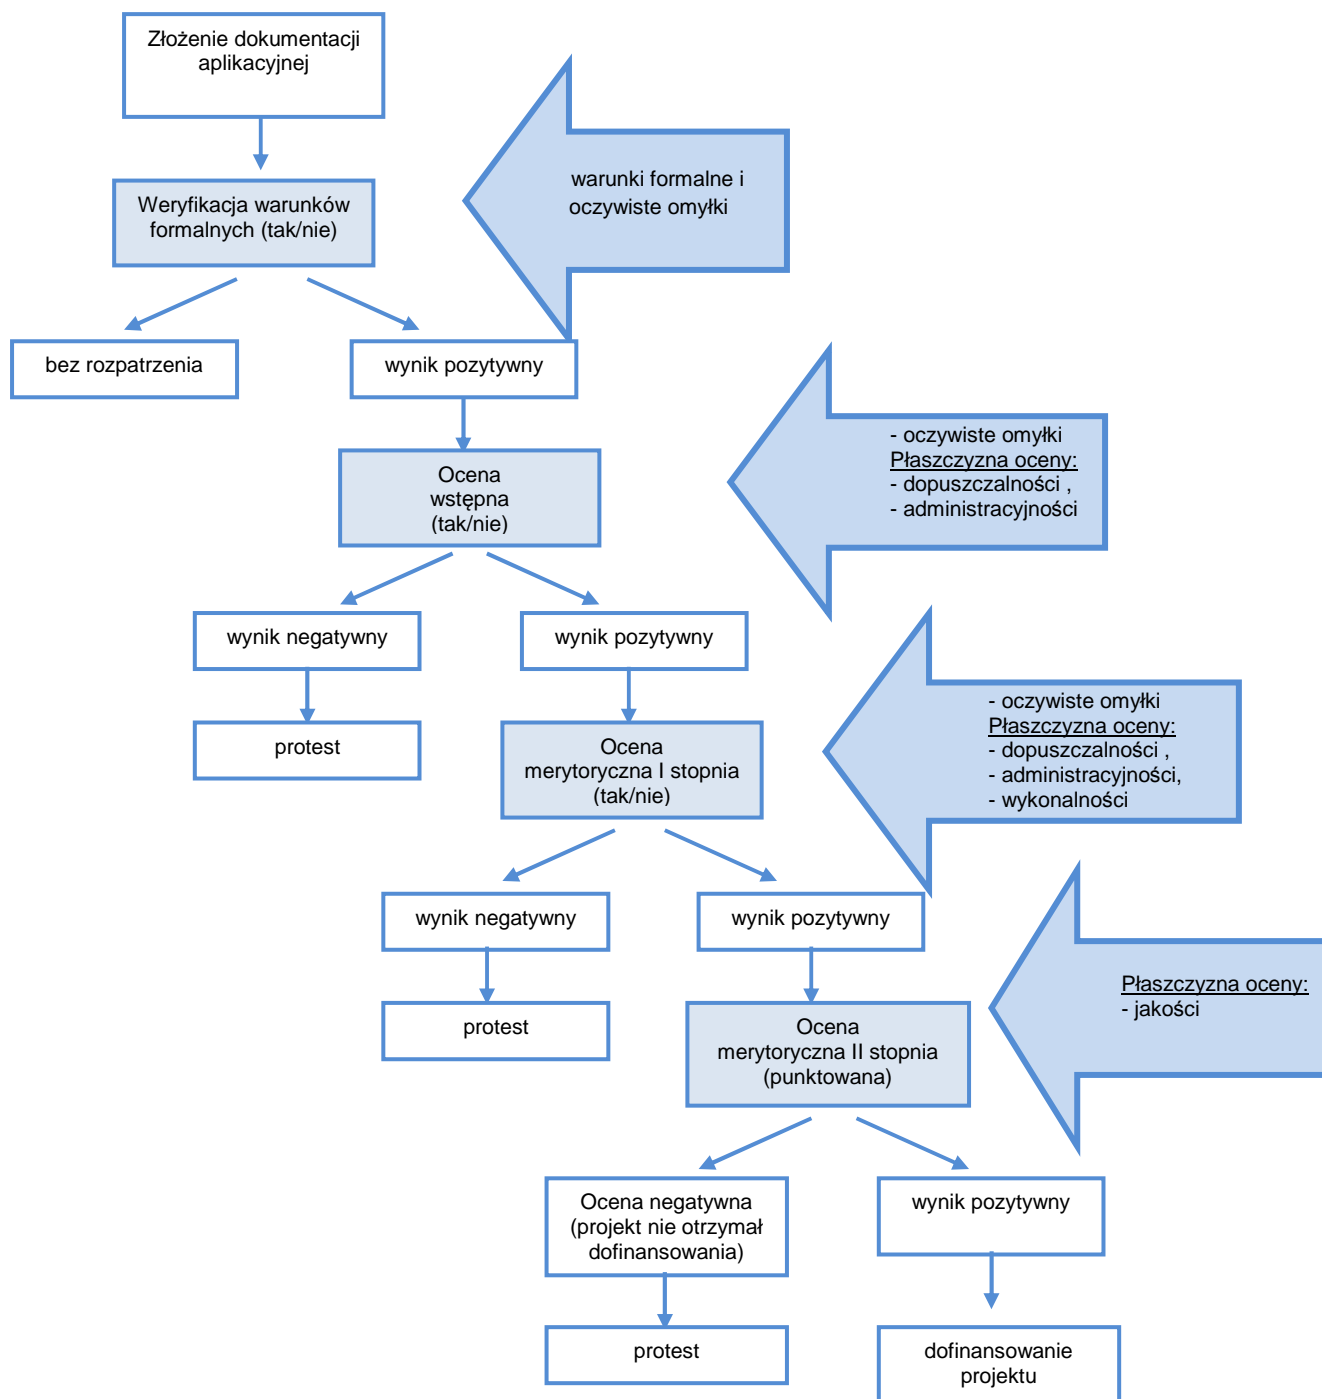 Złożenie dokumentacji
aplikacyjnej
warunki formalne i
oczywiste omyłki
Weryfikacja warunków
formalnych (tak/nie)
bez rozpatrzenia
wynik pozytywny
- oczywiste omyłki
Płaszczyzna oceny:
- dopuszczalności ,
- administracyjności
Ocena
wstępna
(tak/nie)
wynik negatywny
wynik pozytywny
- oczywiste omyłki
Płaszczyzna oceny:
- dopuszczalności ,
- administracyjności,
- wykonalności
protest
Ocena
merytoryczna I stopnia
(tak/nie)
wynik negatywny
wynik pozytywny
Płaszczyzna oceny:
- jakości
protest
Ocena
merytoryczna II stopnia
(punktowana)
Ocena negatywna
(projekt nie otrzymał
dofinansowania)
wynik pozytywny
protest
dofinansowanie
projektu